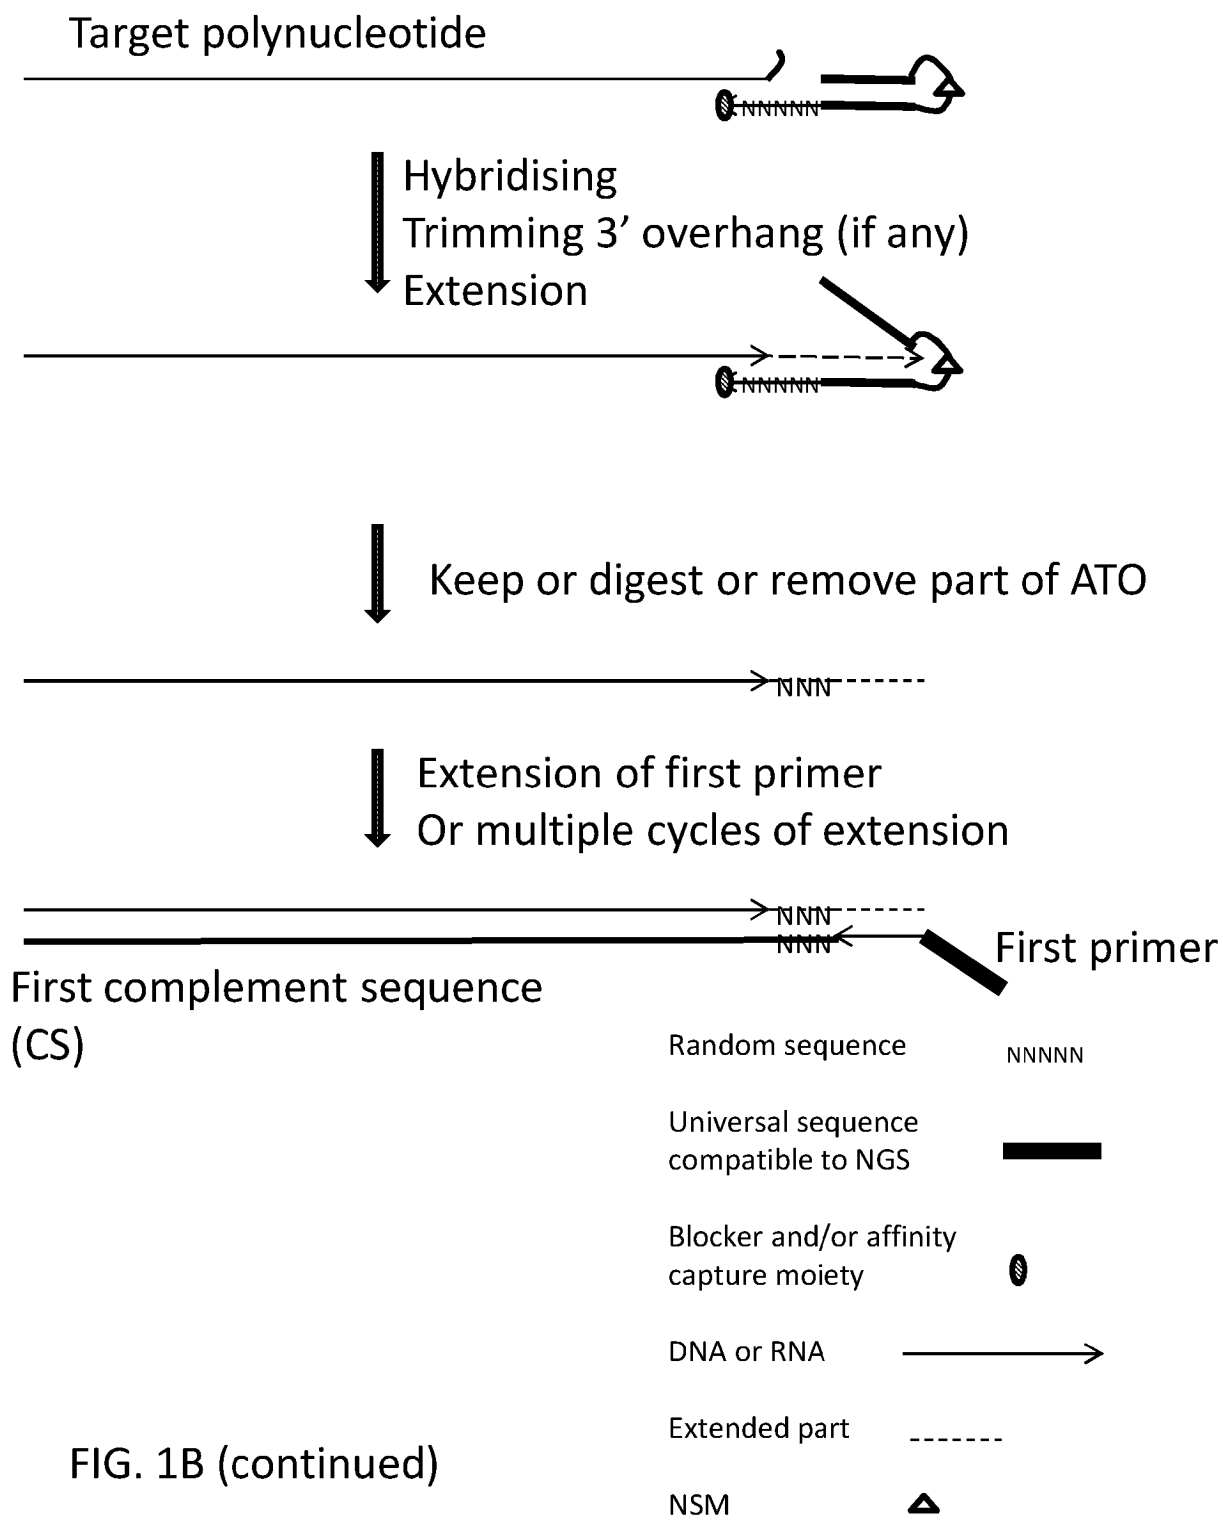 Target polynucleotide
NNNNN
Hybridising
Trimming 3’ overhang (if any)
Extension
NNNNN
Keep or digest or remove part of ATO
NNN
Extension of first primer
Or multiple cycles of extension
NNN
NNN
First primer
First complement sequence
(CS)
Random sequence NNNNN
Universal sequence
compatible to NGS
Blocker and/or affinity
capture moiety
DNA or RNA
Extended part
FIG. 1B (continued)
NSM